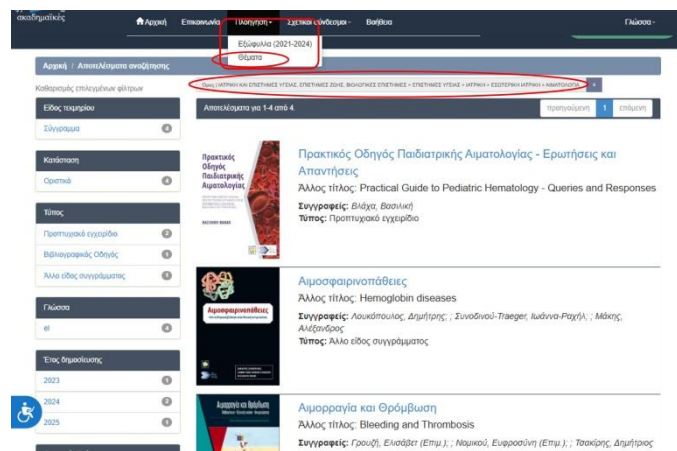 ακαδημαϊκές
Αρχική Επικοινωνία Πλοήγηση Σχετικοί σύνδεσμοι Βοήθεια Γλώσσα
Εξώφυλλα (2021-2024)
Θέματα
Αρχική / Αποτελέσματα αναζήτησης
Καθαρισμός επιλεγμένων φίλτρων
Όρος | ΙΑΤΡΙΚΗ ΚΑΙ ΕΠΙΣΤΗΜΕΣ ΥΓΕΙΑΣ, ΕΠΙΣΤΗΜΕΣ ΖΩΗΣ, ΒΙΟΛΟΓΙΚΕΣ ΕΠΙΣΤΗΜΕΣ » ΕΠΙΣΤΗΜΕΣ ΥΓΕΙΑΣ » ΙΑΤΡΙΚΗ » ΕΣΩΤΕΡΙΚΗ ΙΑΤΡΙΚΗ » ΑΙΜΑΤΟΛΟΓΙΑ
Είδος τεκμηρίου
Σύγγραμμα 4
Κατάσταση
Οριστικό 4
Τύπος
Προπτυχιακό εγχειρίδιο 2
Βιβλιογραφικός Οδηγός 1
Άλλο είδος συγγράμματος 1
Γλώσσα
el 4
Έτος δημοσίευσης
2023 1
2024 2
2025 1
Αποτελέσματα για 1-4 από 4.
προηγούμενη 1 επόμενη
Πρακτικός
Οδηγός
Παιδιατρικής
Αιματολογίας
ΒΑΣΙΛΙΚΗ ΒΛΑΧΑ
Πρακτικός Οδηγός Παιδιατρικής Αιματολογίας - Ερωτήσεις και
Απαντήσεις
Άλλος τίτλος: Practical Guide to Pediatric Hematology - Queries and Responses
Συγγραφείς: Βλάχα, Βασιλική
Τύπος: Προπτυχιακό εγχειρίδιο
Αιμοσφαιρινοπάθειες
Αιμοσφαιρινοπάθειες
Άλλος τίτλος: Hemoglobin diseases
Συγγραφείς: Λουκόπουλος, Δημήτρης; ; Συνοδινού-Traeger, Ιωάννα-Ραχήλ; ; Μάκης,
Αλέξανδρος
Τύπος: Άλλο είδος συγγράμματος
Αιμορραγία και Θρόμβωση
Αιμορραγία και Θρόμβωση
Άλλος τίτλος: Bleeding and Thrombosis
Συγγραφείς: Γρουζή, Ελισάβετ (Επιμ.); ; Νομικού, Ευφροσύνη (Επιμ.); ; Τσακίρης, Δημήτριος